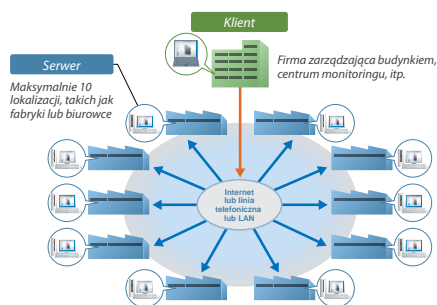 Klient
Serwer
Maksymalnie 10
lokalizacji, takich jak
fabryki lub biurowce
Firma zarządzająca budynkiem,
centrum monitoringu, itp.
Internet
lub linia
telefoniczna
lub LAN